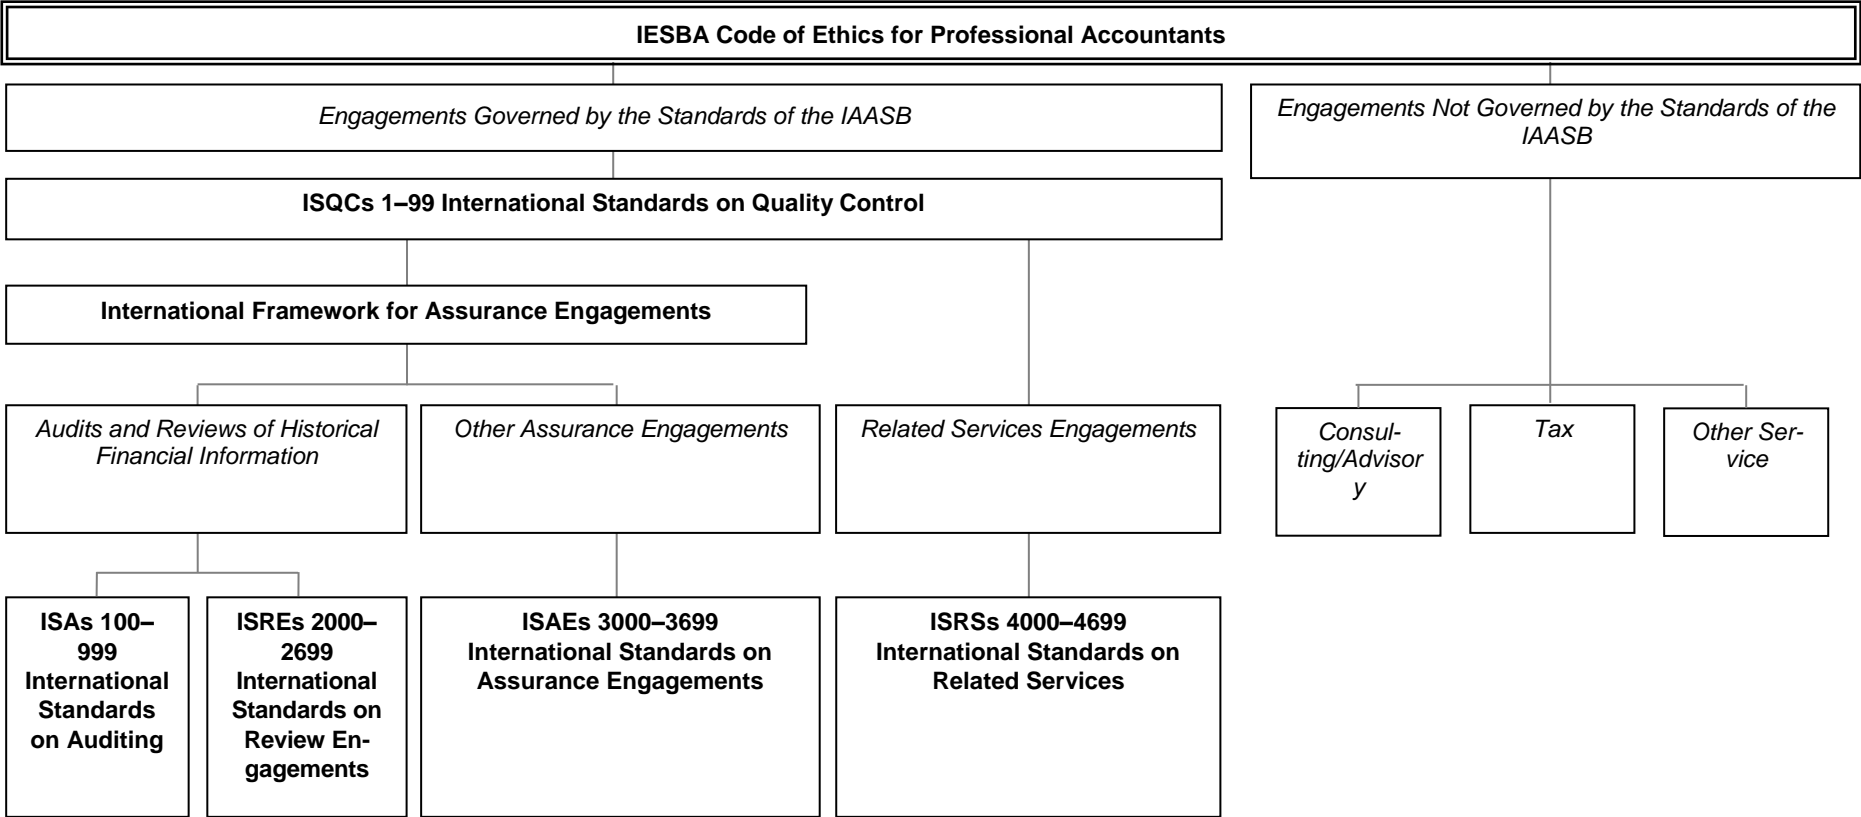 IESBA Code of Ethics for Professional Accountants
Engagements Governed by the Standards of the IAASB
Engagements Not Governed by the Standards of the
IAASB
ISQCs 1–99 International Standards on Quality Control
International Framework for Assurance Engagements
Audits and Reviews of Historical
Financial Information
Other Assurance Engagements
Related Services Engagements
Consul-
ting/Advisor
y
Tax
Other Ser-
vice
ISAs 100–
999
International
Standards
on Auditing
ISREs 2000–
2699
International
Standards on
Review En-
gagements
ISAEs 3000–3699
International Standards on
Assurance Engagements
ISRSs 4000–4699
International Standards on
Related Services